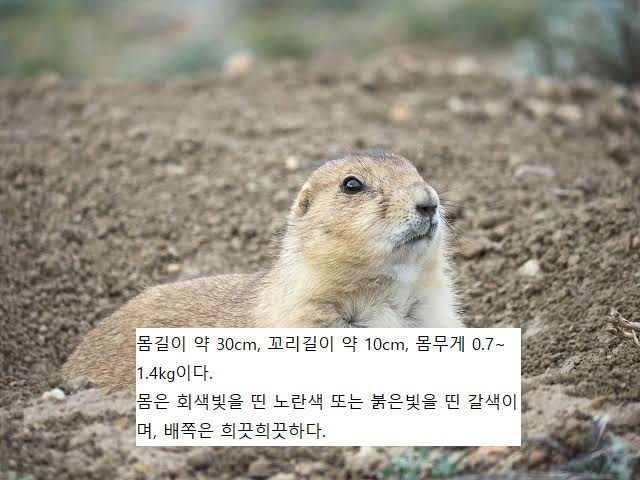 몸길이 약 30cm, 꼬리길이 약 10cm, 몸무게 0.7~
1.4kg이다.
몸은 회색빛을 띤 노란색 또는 붉은빛을 띤 갈색이
며, 배쪽은 희끗희끗하다.